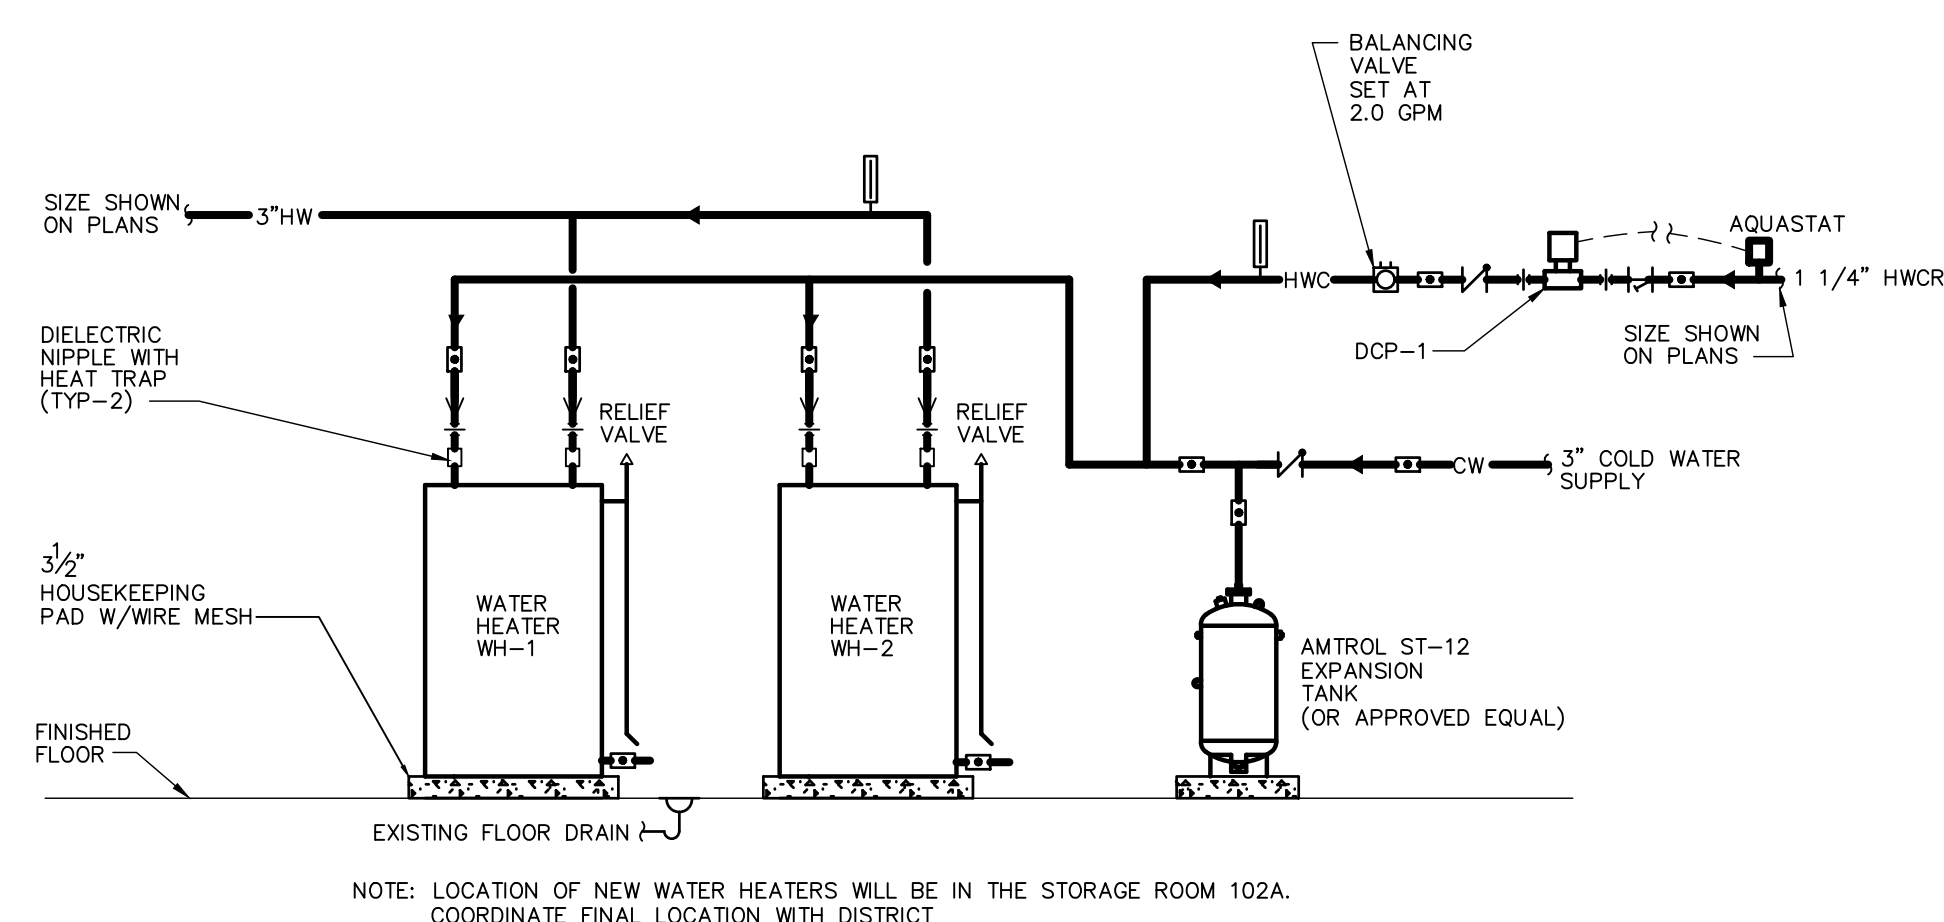 BALANCING
VALVE
SET AT
2.0 GPM
SIZE SHOWN
ON PLANS
3"HW
AQUASTAT
HWC
1 1/4" HWCR
DIELECTRIC
NIPPLE WITH
HEAT TRAP
(TYP-2)
DCP-1
SIZE SHOWN
ON PLANS
RELIEF
VALVE
RELIEF
VALVE
CW
3" COLD WATER
SUPPLY
3 1/2"
HOUSEKEEPING
PAD W/WIRE MESH
WATER
HEATER
WH-1
WATER
HEATER
WH-2
AMTROL ST-12
EXPANSION
TANK
(OR APPROVED EQUAL)
FINISHED
FLOOR
EXISTING FLOOR DRAIN
NOTE: LOCATION OF NEW WATER HEATERS WILL BE IN THE STORAGE ROOM 102A.
COORDINATE FINAL LOCATION WITH DISTRICT